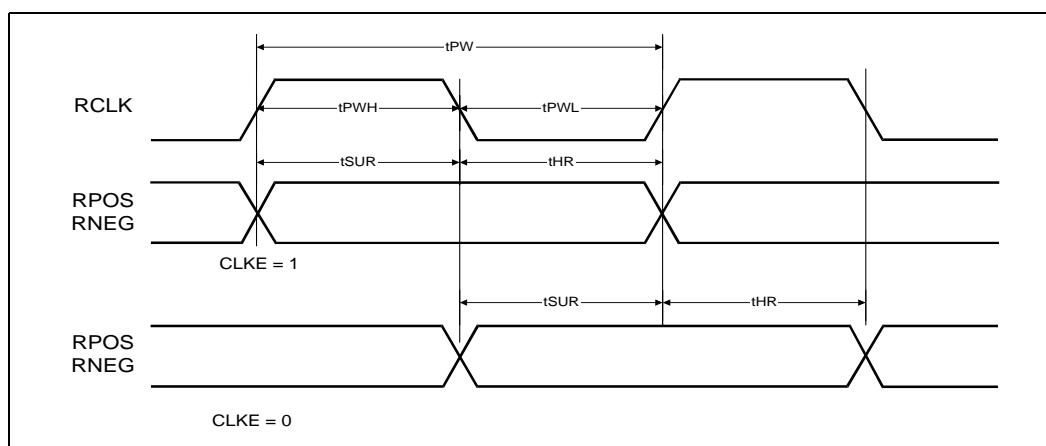 tPW
RCLK
tPWH
tPWL
tSUR
tHR
RPOS
RNEG
CLKE = 1
tSUR
tHR
RPOS
RNEG
CLKE = 0